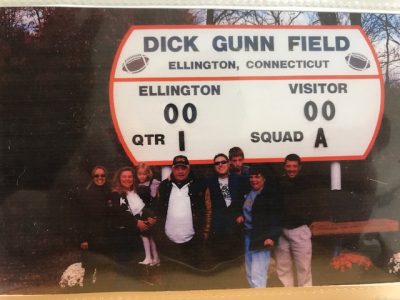 DICK GUNN FIELD
ELLINGTON, CONNECTICUT
ELLINGTON VISITOR
00 00
QTR 1 SQUAD A